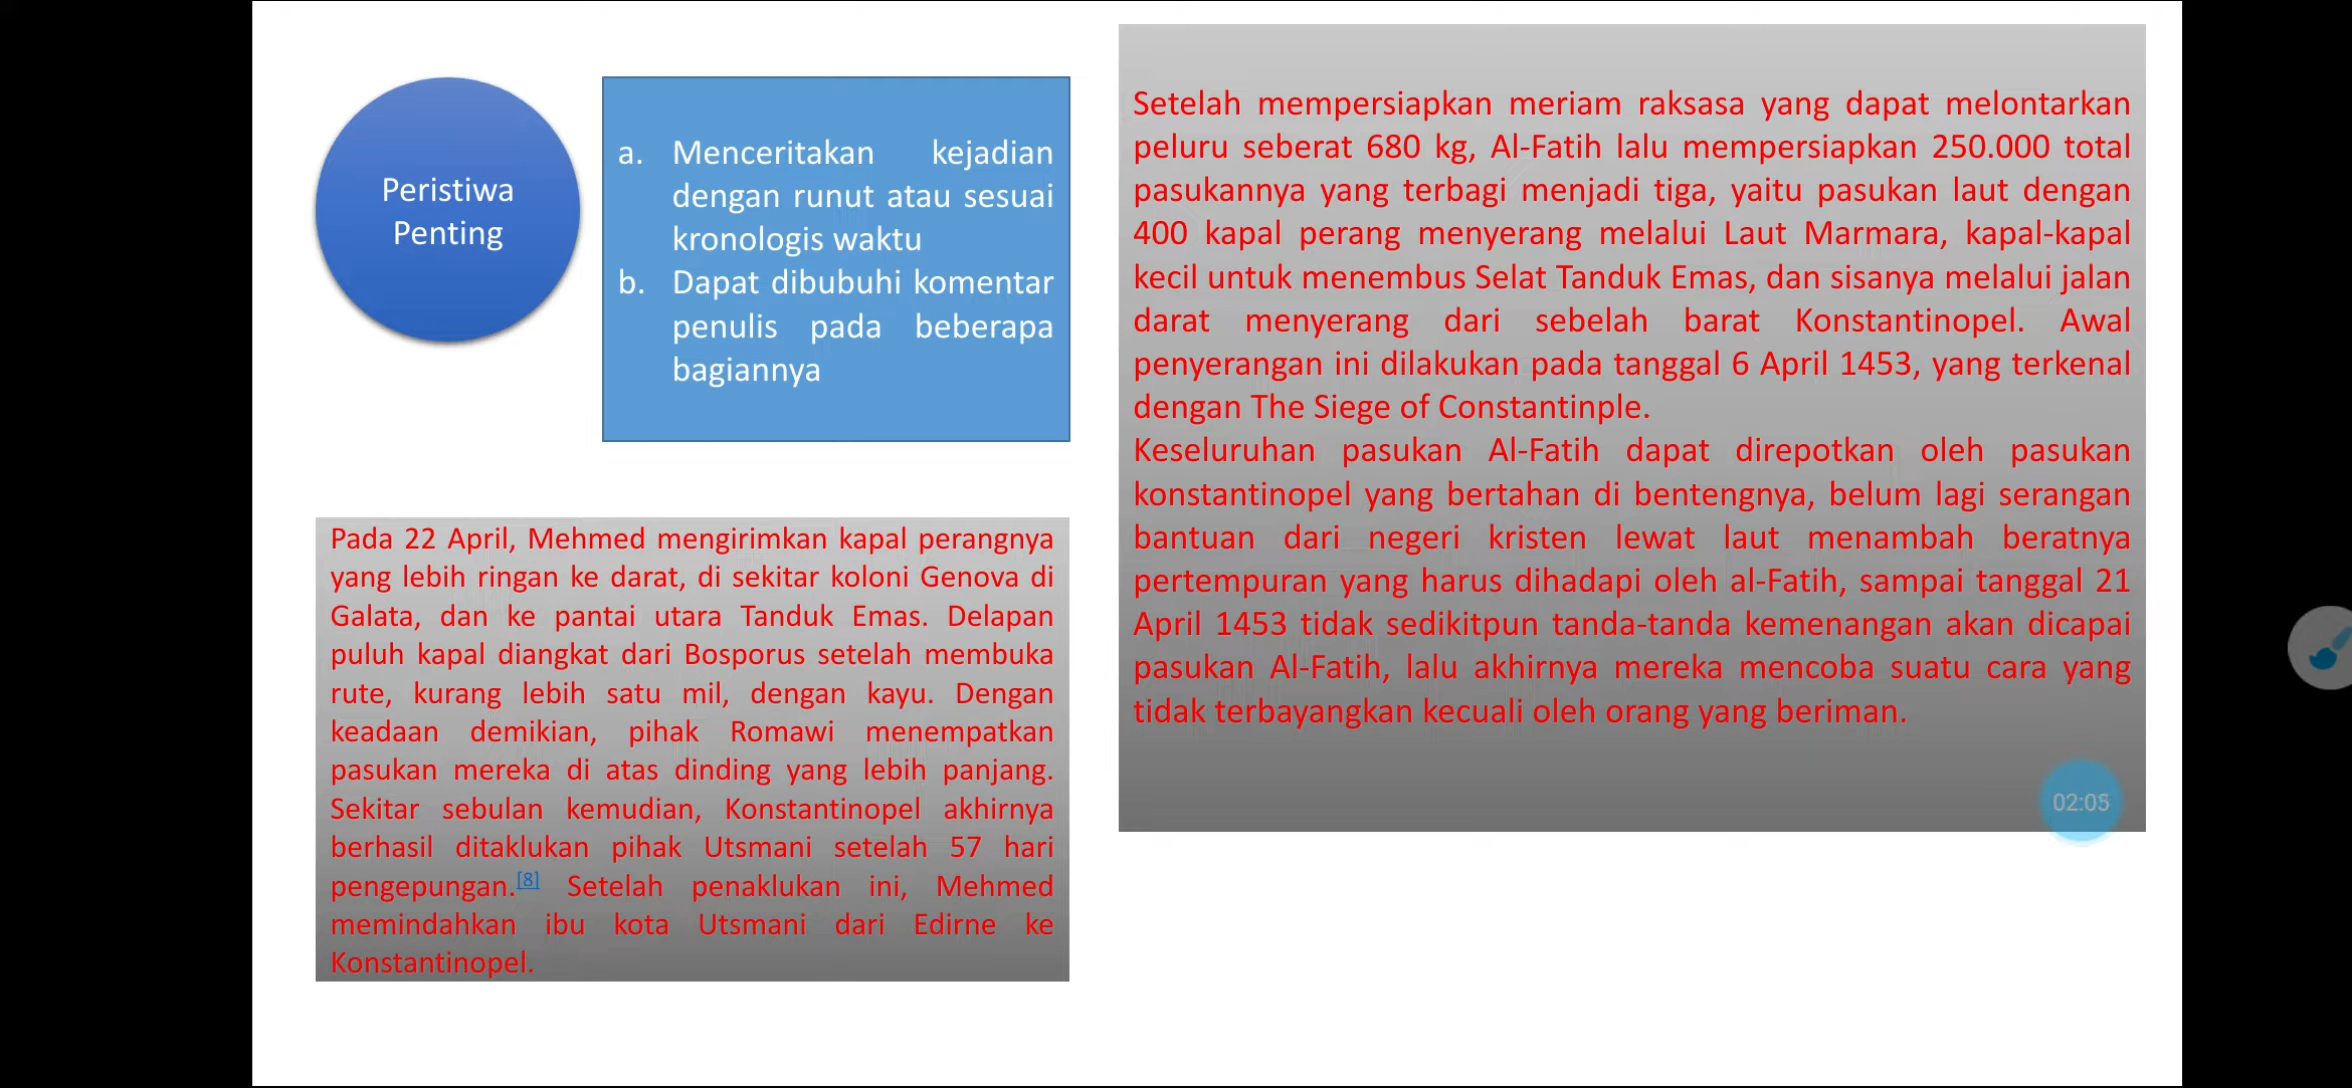 Peristiwa
Penting
a. Menceritakan kejadian
dengan runut atau sesuai
kronologis waktu
b. Dapat dibubuhi komentar
penulis pada beberapa
bagiannya
Setelah mempersiapkan meriam raksasa yang dapat melontarkan
peluru seberat 680 kg, Al-Fatih lalu mempersiapkan 250.000 total
pasukannya yang terbagi menjadi tiga, yaitu pasukan laut dengan
400 kapal perang menyerang melalui Laut Marmara, kapal-kapal
kecil untuk menembus Selat Tanduk Emas, dan sisanya melalui jalan
darat menyerang dari sebelah barat Konstantinopel. Awal
penyerangan ini dilakukan pada tanggal 6 April 1453, yang terkenal
dengan The Siege of Constantinple.
Keseluruhan pasukan Al-Fatih dapat direpotkan oleh pasukan
konstantinopel yang bertahan di bentengnya, belum lagi serangan
bantuan dari negeri kristen lewat laut menambah beratnya
pertempuran yang harus dihadapi oleh al-Fatih, sampai tanggal 21
April 1453 tidak sedikitpun tanda-tanda kemenangan akan dicapai
pasukan Al-Fatih, lalu akhirnya mereka mencoba suatu cara yang
tidak terbayangkan kecuali oleh orang yang beriman.
02:05
Pada 22 April, Mehmed mengirimkan kapal perangnya
yang lebih ringan ke darat, di sekitar koloni Genova di
Galata, dan ke pantai utara Tanduk Emas. Delapan
puluh kapal diangkat dari Bosporus setelah membuka
rute, kurang lebih satu mil, dengan kayu. Dengan
keadaan demikian, pihak Romawi menempatkan
pasukan mereka di atas dinding yang lebih panjang.
Sekitar sebulan kemudian, Konstantinopel akhirnya
berhasil ditaklukan pihak Utsmani setelah 57 hari
pengepungan.[8] Setelah penaklukan ini, Mehmed
memindahkan ibu kota Utsmani dari Edirne ke
Konstantinopel.